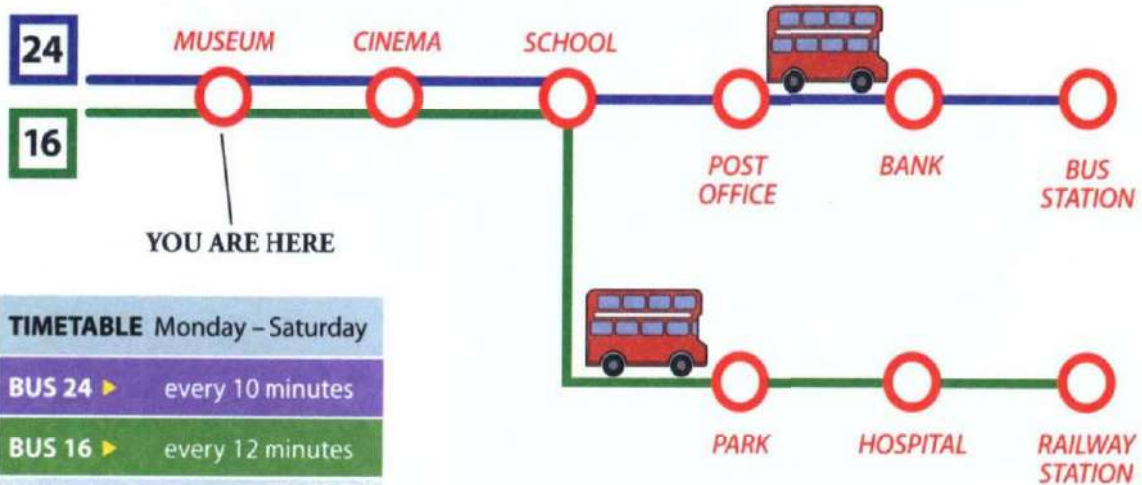 24
MUSEUM
CINEMA
SCHOOL
16
POST
OFFICE
BANK
BUS
STATION
YOU ARE HERE
TIMETABLE Monday – Saturday
BUS 24 ▶ every 10 minutes
BUS 16 ▶ every 12 minutes
PARK
HOSPITAL
RAILWAY
STATION